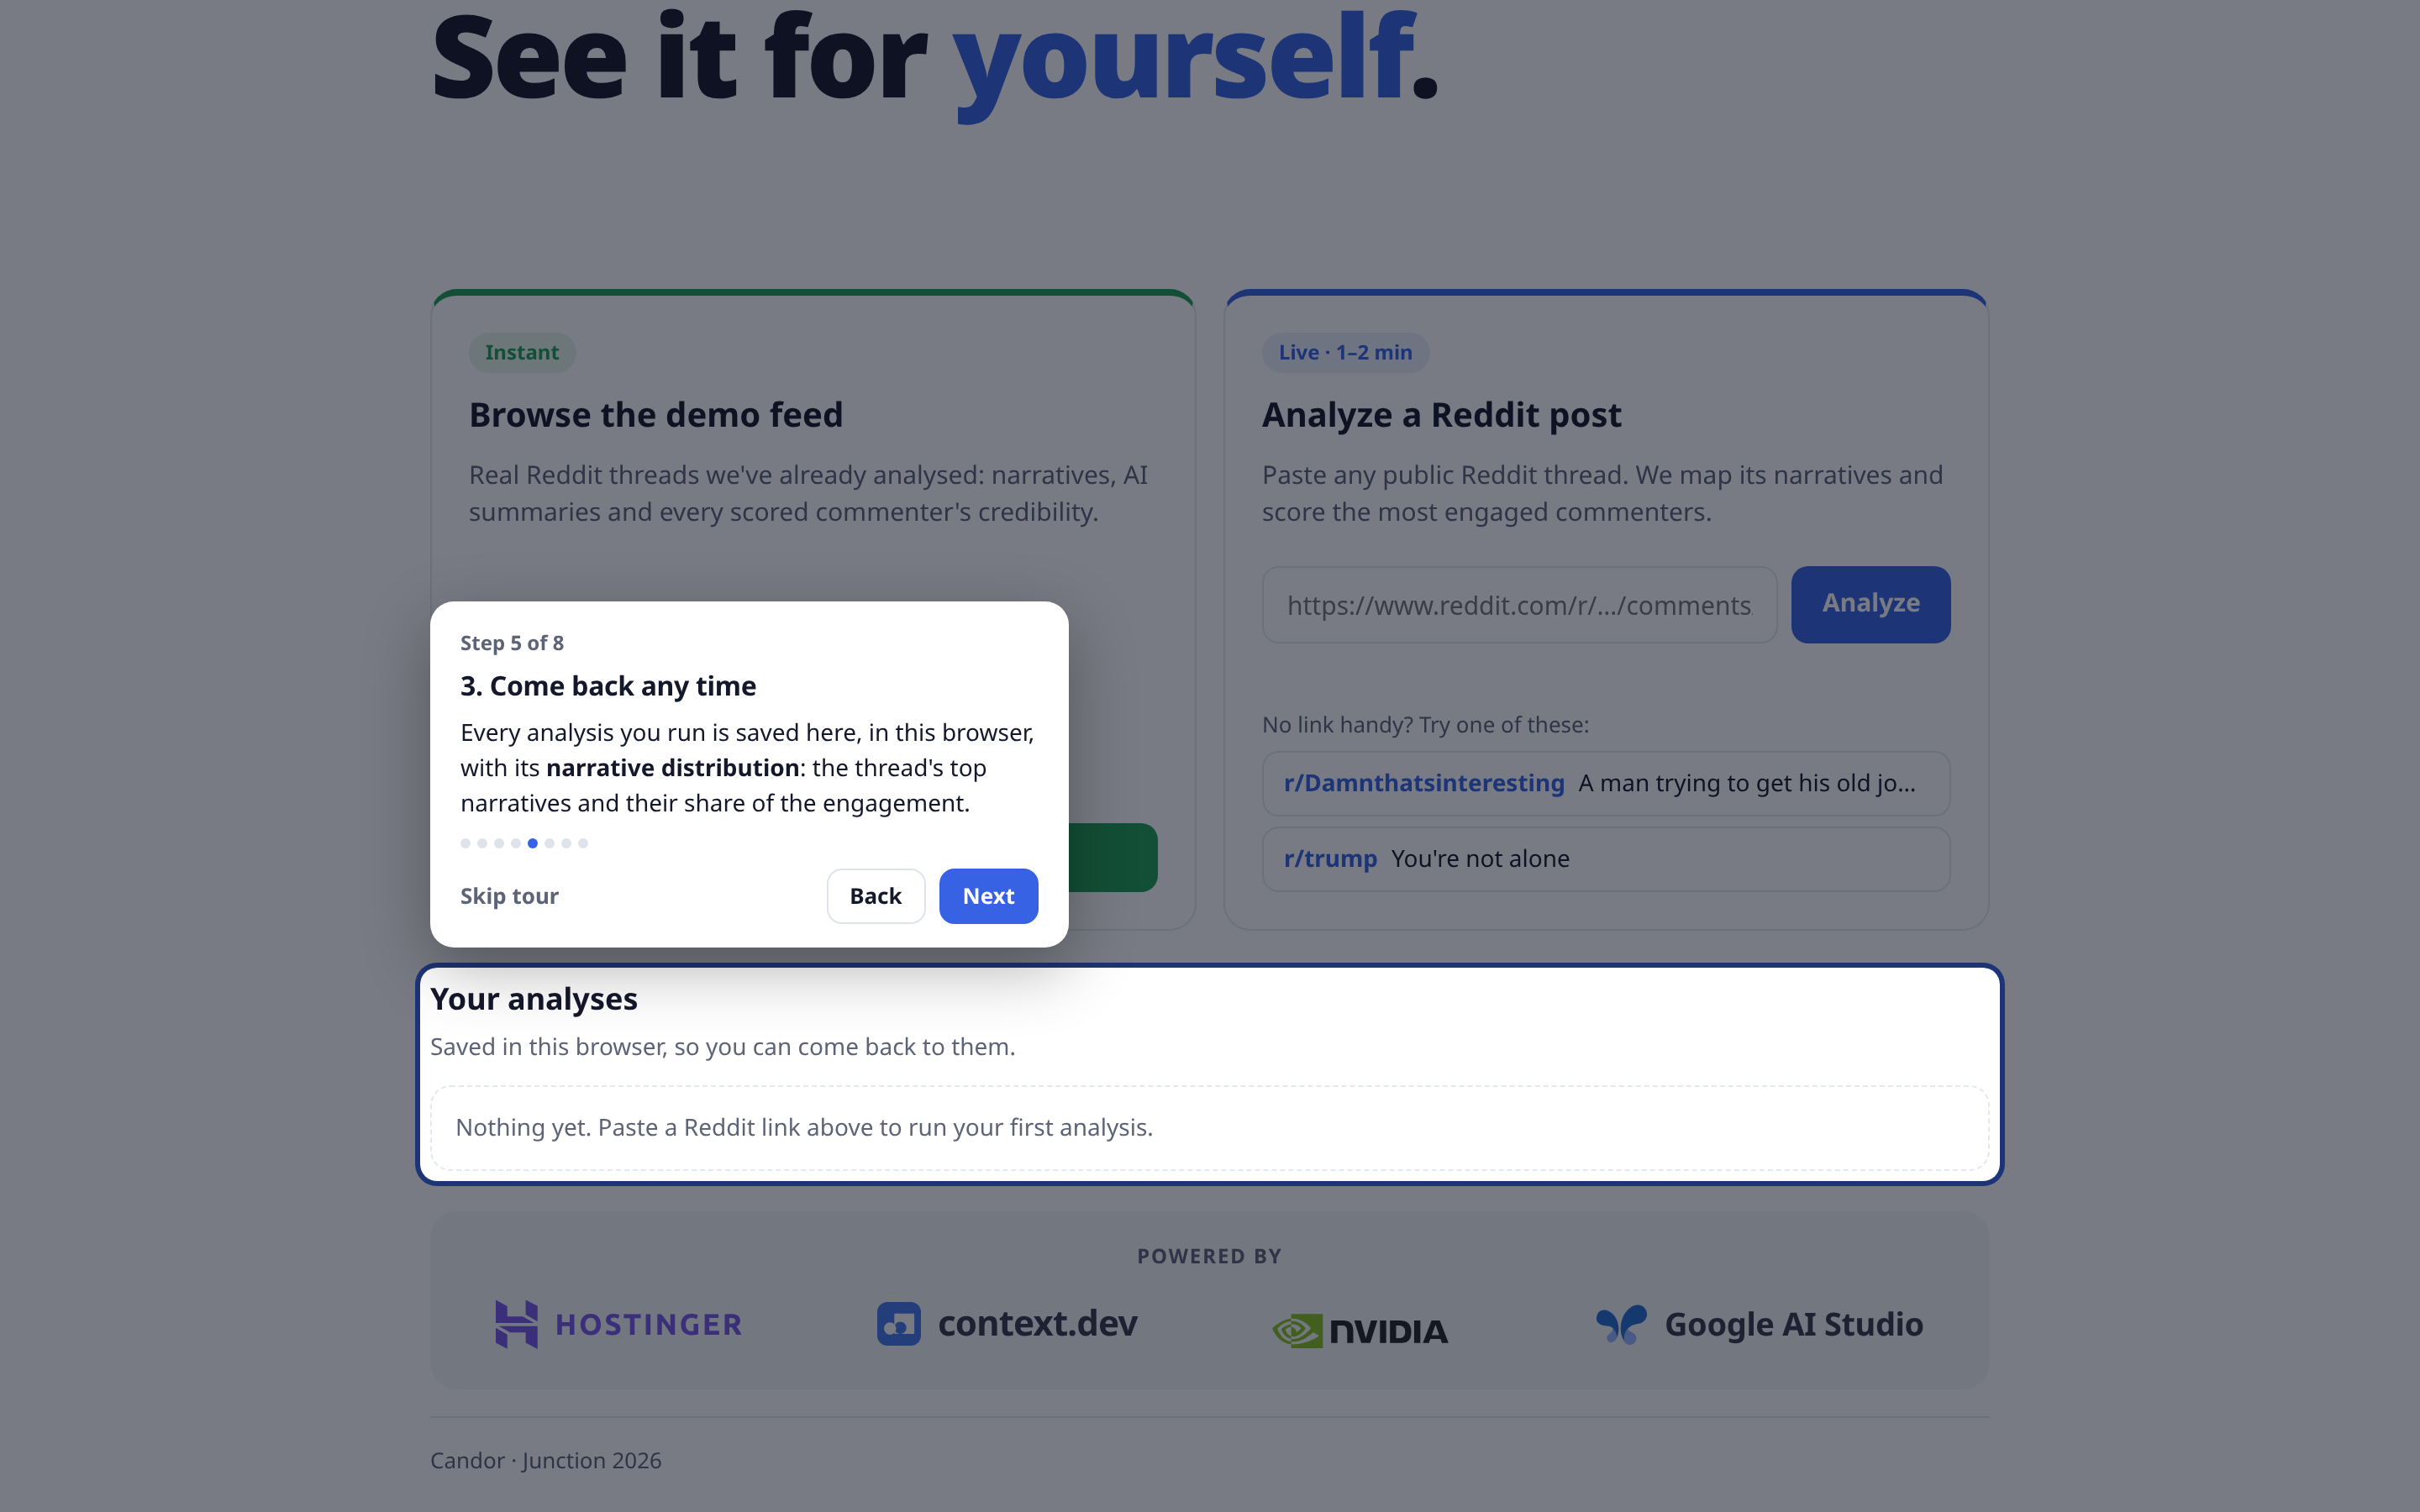 See it for yourself.
Instant
Browse the demo feed
Real Reddit threads we've already analysed: narratives, AI
summaries and every scored commenter's credibility.
Live · 1–2 min
Analyze a Reddit post
Paste any public Reddit thread. We map its narratives and
score the most engaged commenters.
https://www.reddit.com/r/.../comments
Analyze
No link handy? Try one of these:
r/Damnthatsinteresting A man trying to get his old jo...
r/trump You're not alone
Step 5 of 8
3. Come back any time
Every analysis you run is saved here, in this browser,
with its narrative distribution: the thread's top
narratives and their share of the engagement.
Skip tour
Back
Next
Your analyses
Saved in this browser, so you can come back to them.
Nothing yet. Paste a Reddit link above to run your first analysis.
POWERED BY
HOSTINGER
context.dev
NVIDIA
Google AI Studio
Candor · Junction 2026